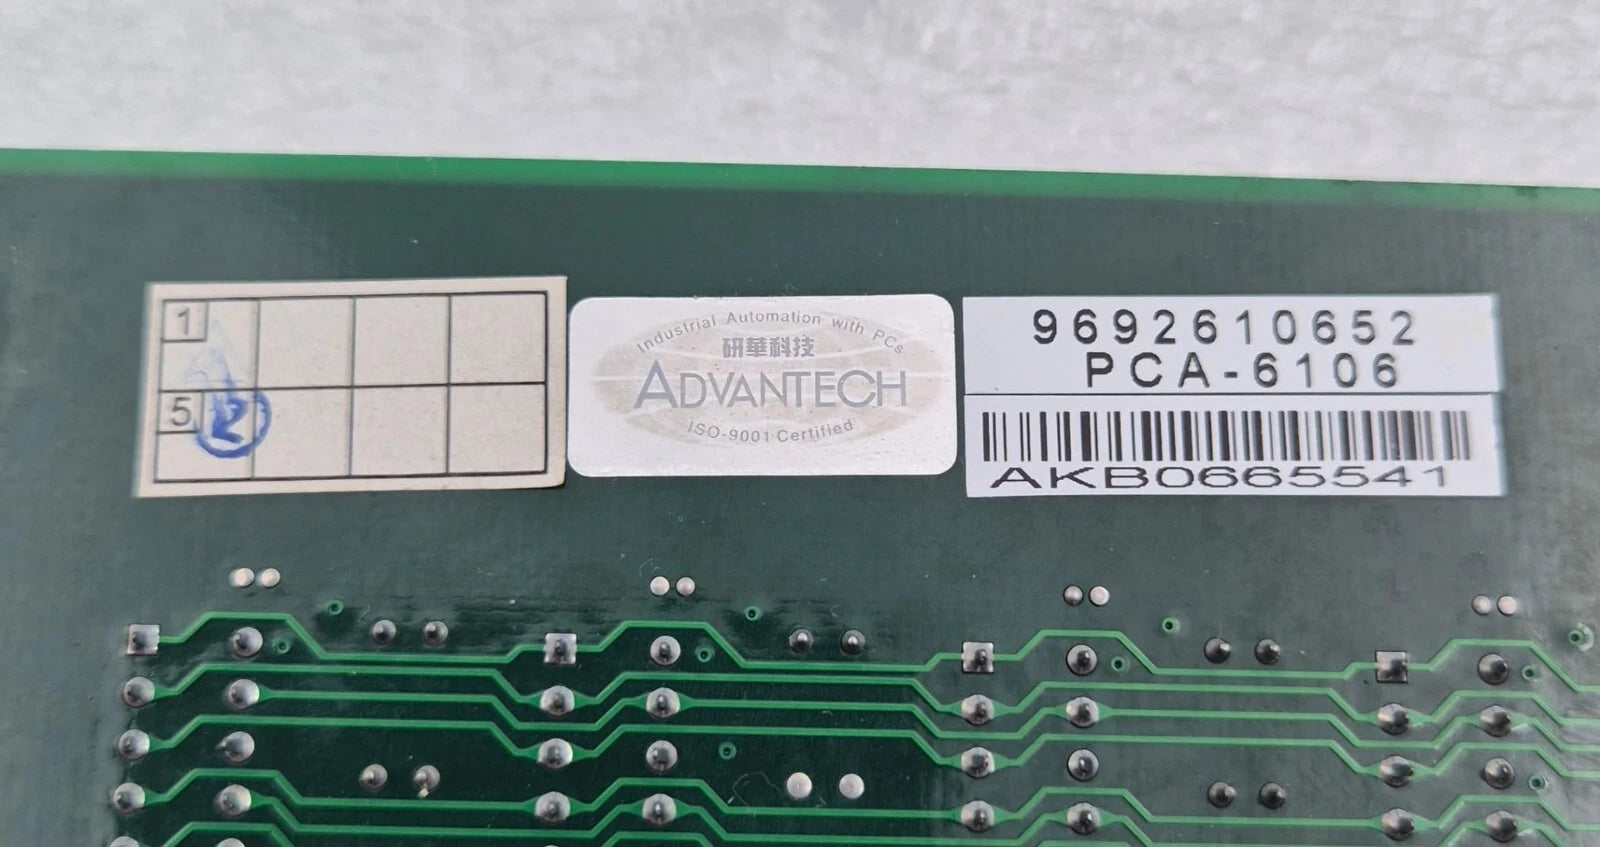 1
5
Industrial Automation with PCs
研華科技
ADVANTECH
ISO-9001 Certified
9692610652
PCA-6106
AKB0665541